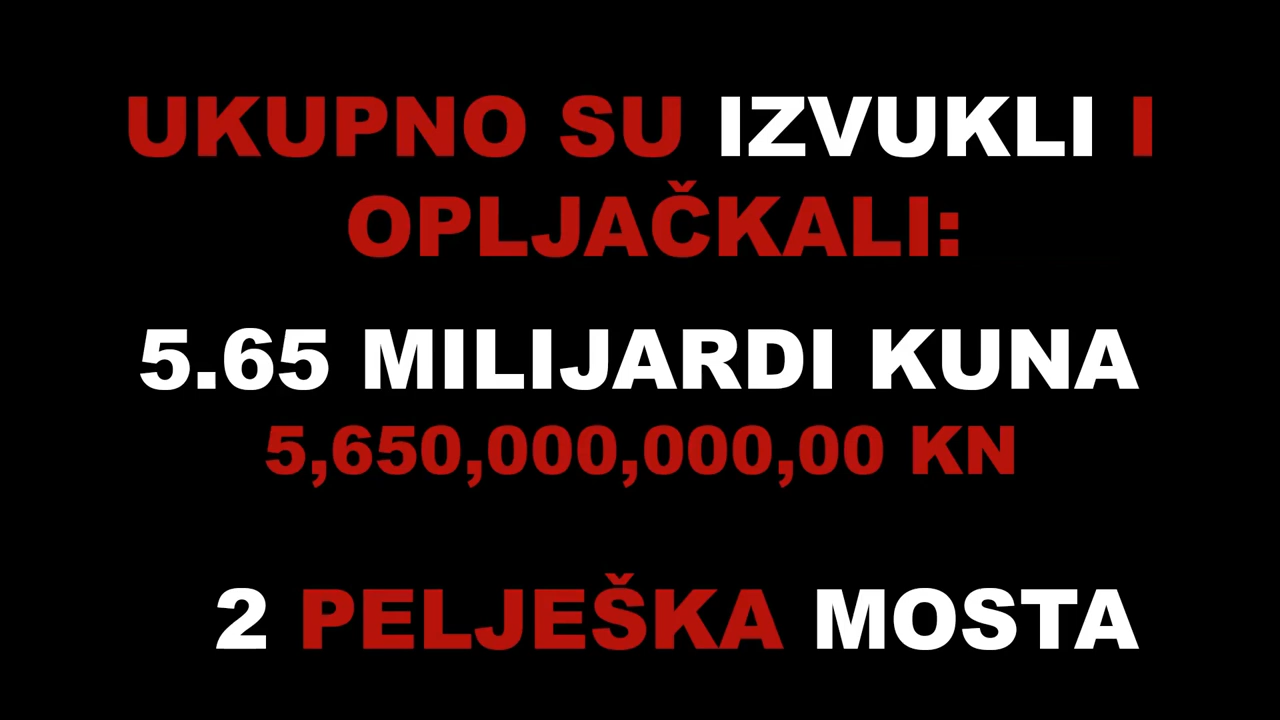 UKUPNO SU IZVUKLI I
OPLJAČKALI:
5.65 MILIJARDI KUNA
5,650,000,000,00 KN
2 PELJEŠKA MOSTA